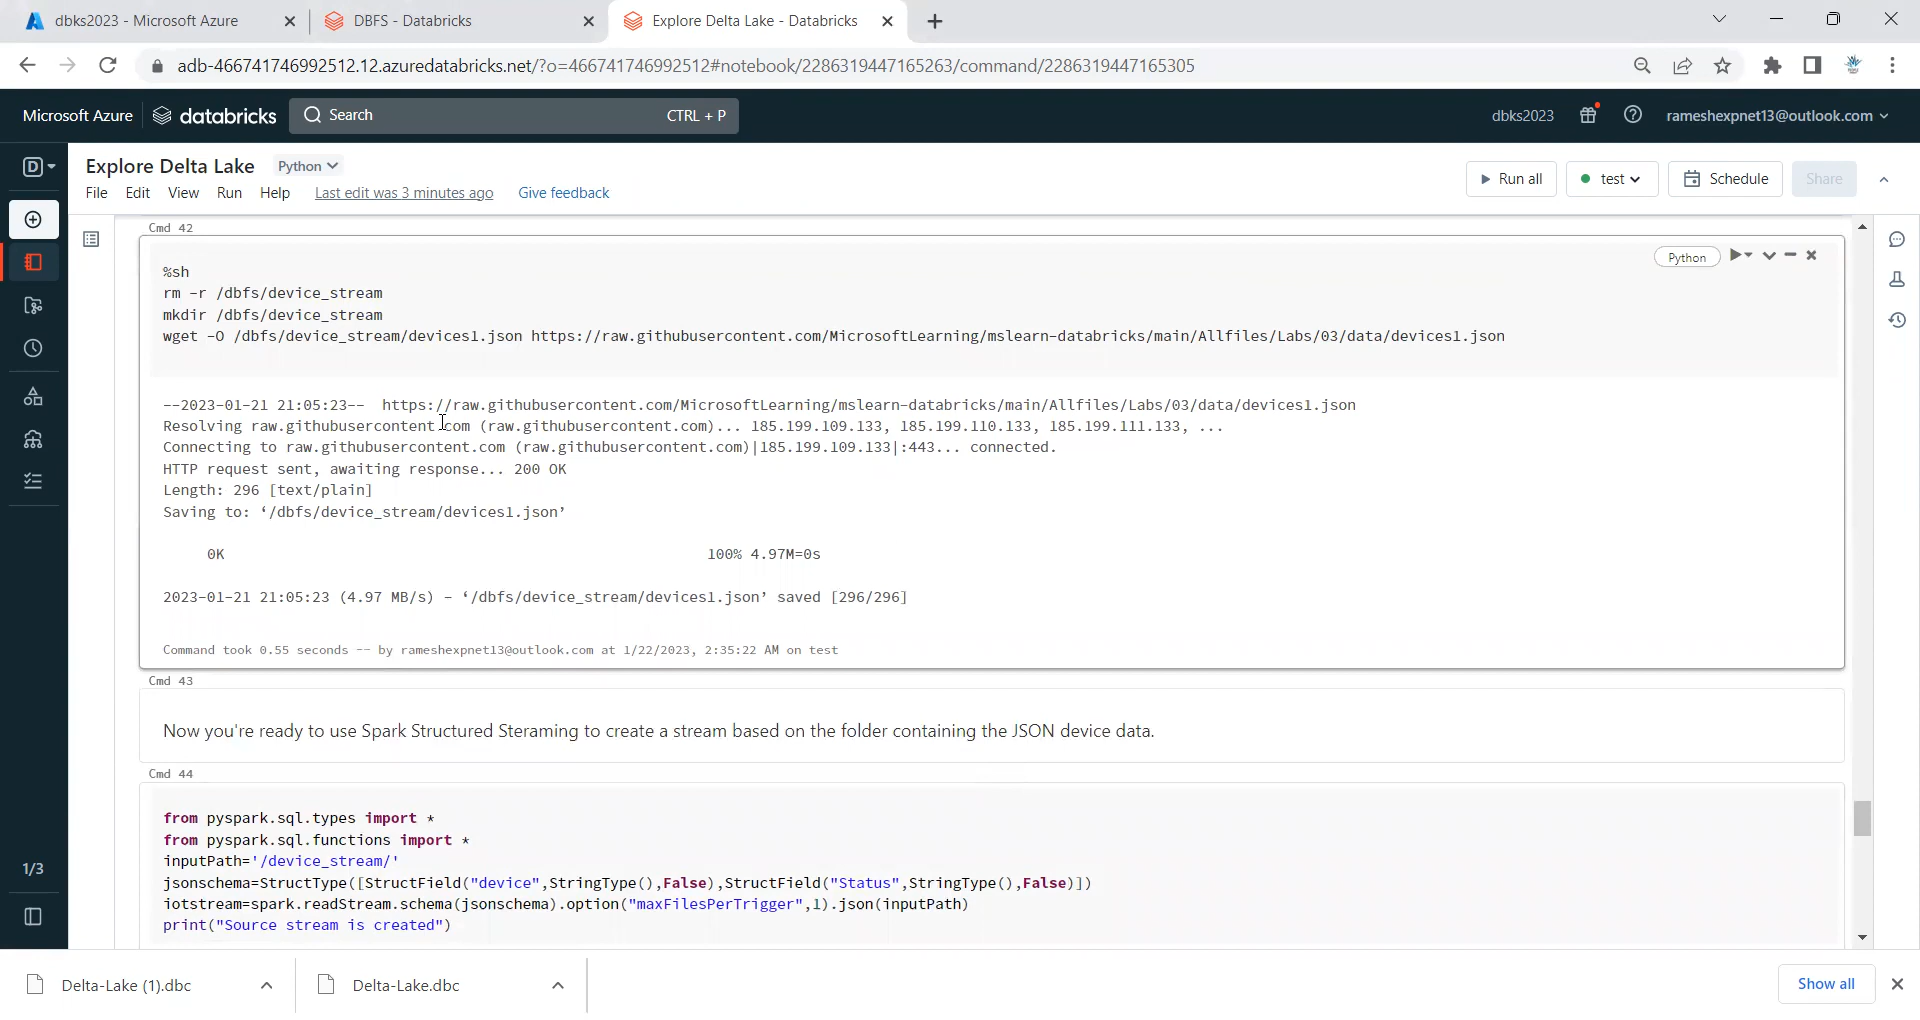 dbks2023 - Microsoft Azure
DBFS - Databricks
Explore Delta Lake - Databricks
adb-466741746992512.12.azuredatabricks.net/?o=466741746992512#notebook/2286319447165263/command/2286319447165305
Microsoft Azure
databricks
Search
CTRL + P
dbks2023
rameshexpnet13@outlook.com
D
Explore Delta Lake
Python
File
Edit
View
Run
Help
Last edit was 3 minutes ago
Give feedback
Run all
test
Schedule
Share
Cmd 42
Python
%sh
rm -r /dbfs/device_stream
mkdir /dbfs/device_stream
wget -O /dbfs/device_stream/devices1.json https://raw.githubusercontent.com/MicrosoftLearning/mslearn-databricks/main/Allfiles/Labs/03/data/devices1.json
--2023-01-21 21:05:23--  https://raw.githubusercontent.com/MicrosoftLearning/mslearn-databricks/main/Allfiles/Labs/03/data/devices1.json
Resolving raw.githubusercontent.com (raw.githubusercontent.com)... 185.199.109.133, 185.199.110.133, 185.199.111.133, ...
Connecting to raw.githubusercontent.com (raw.githubusercontent.com)|185.199.109.133|:443... connected.
HTTP request sent, awaiting response... 200 OK
Length: 296 [text/plain]
Saving to: ‘/dbfs/device_stream/devices1.json’
0K 100% 4.97M=0s
2023-01-21 21:05:23 (4.97 MB/s) - ‘/dbfs/device_stream/devices1.json’ saved [296/296]
Command took 0.55 seconds -- by rameshexpnet13@outlook.com at 1/22/2023, 2:35:22 AM on test
Cmd 43
Now you're ready to use Spark Structured Steraming to create a stream based on the folder containing the JSON device data.
Cmd 44
from pyspark.sql.types import *
from pyspark.sql.functions import *
inputPath='/device_stream/'
jsonschema=StructType([StructField("device",StringType(),False),StructField("Status",StringType(),False)])
iotstream=spark.readStream.schema(jsonschema).option("maxFilesPerTrigger",1).json(inputPath)
print("Source stream is created")
1/3
Delta-Lake (1).dbc
Delta-Lake.dbc
Show all